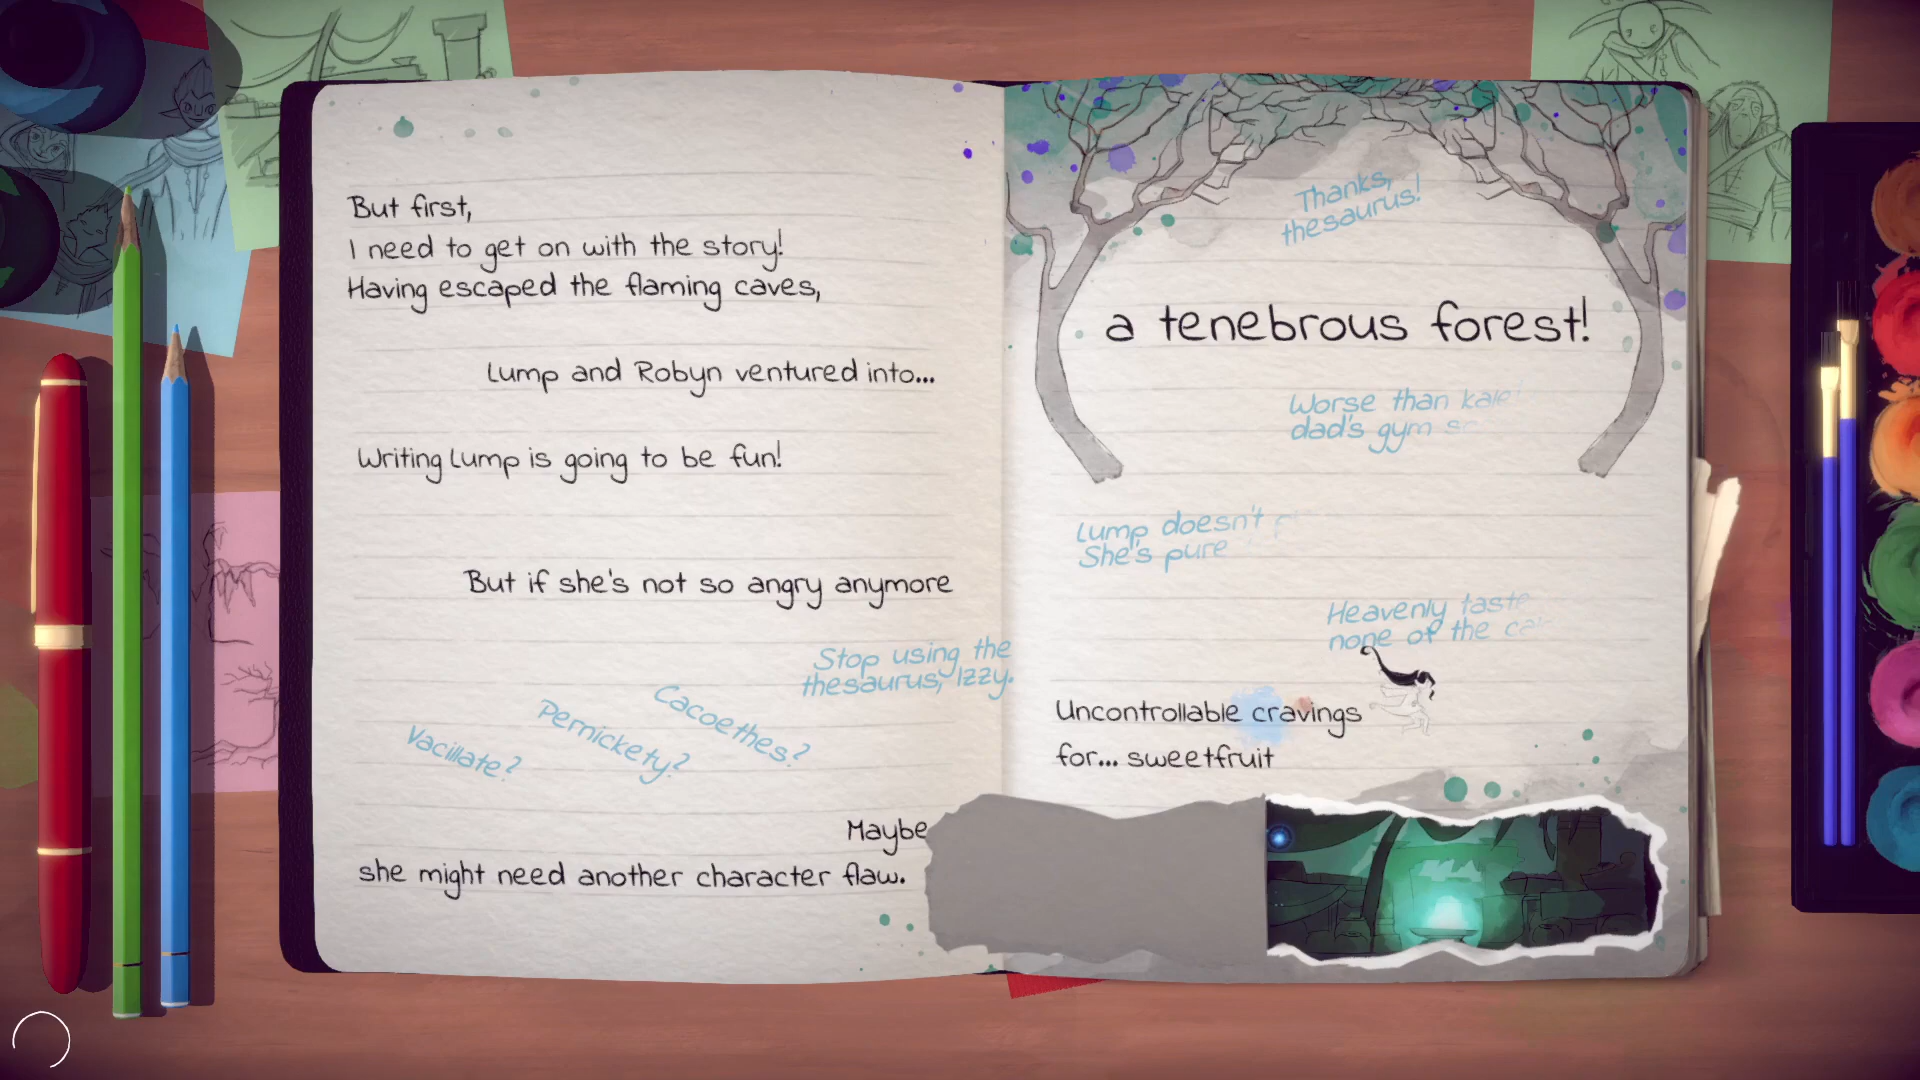 But first,
I need to get on with the story!
Having escaped the flaming caves,
Lump and Robyn ventured into...
Writing Lump is going to be fun!
But if she's not so angry anymore
Stop using the
thesaurus, Izzy.
Cacoethes?
Pernickety?
Vacillate?
Maybe
she might need another character flaw.
Thanks,
thesaurus!
a tenebrous forest!
Worse than kale
dad's gym
Lump doesn't
She's pure
Heavenly taste
none of the
Uncontrollable cravings
for... sweetfruit